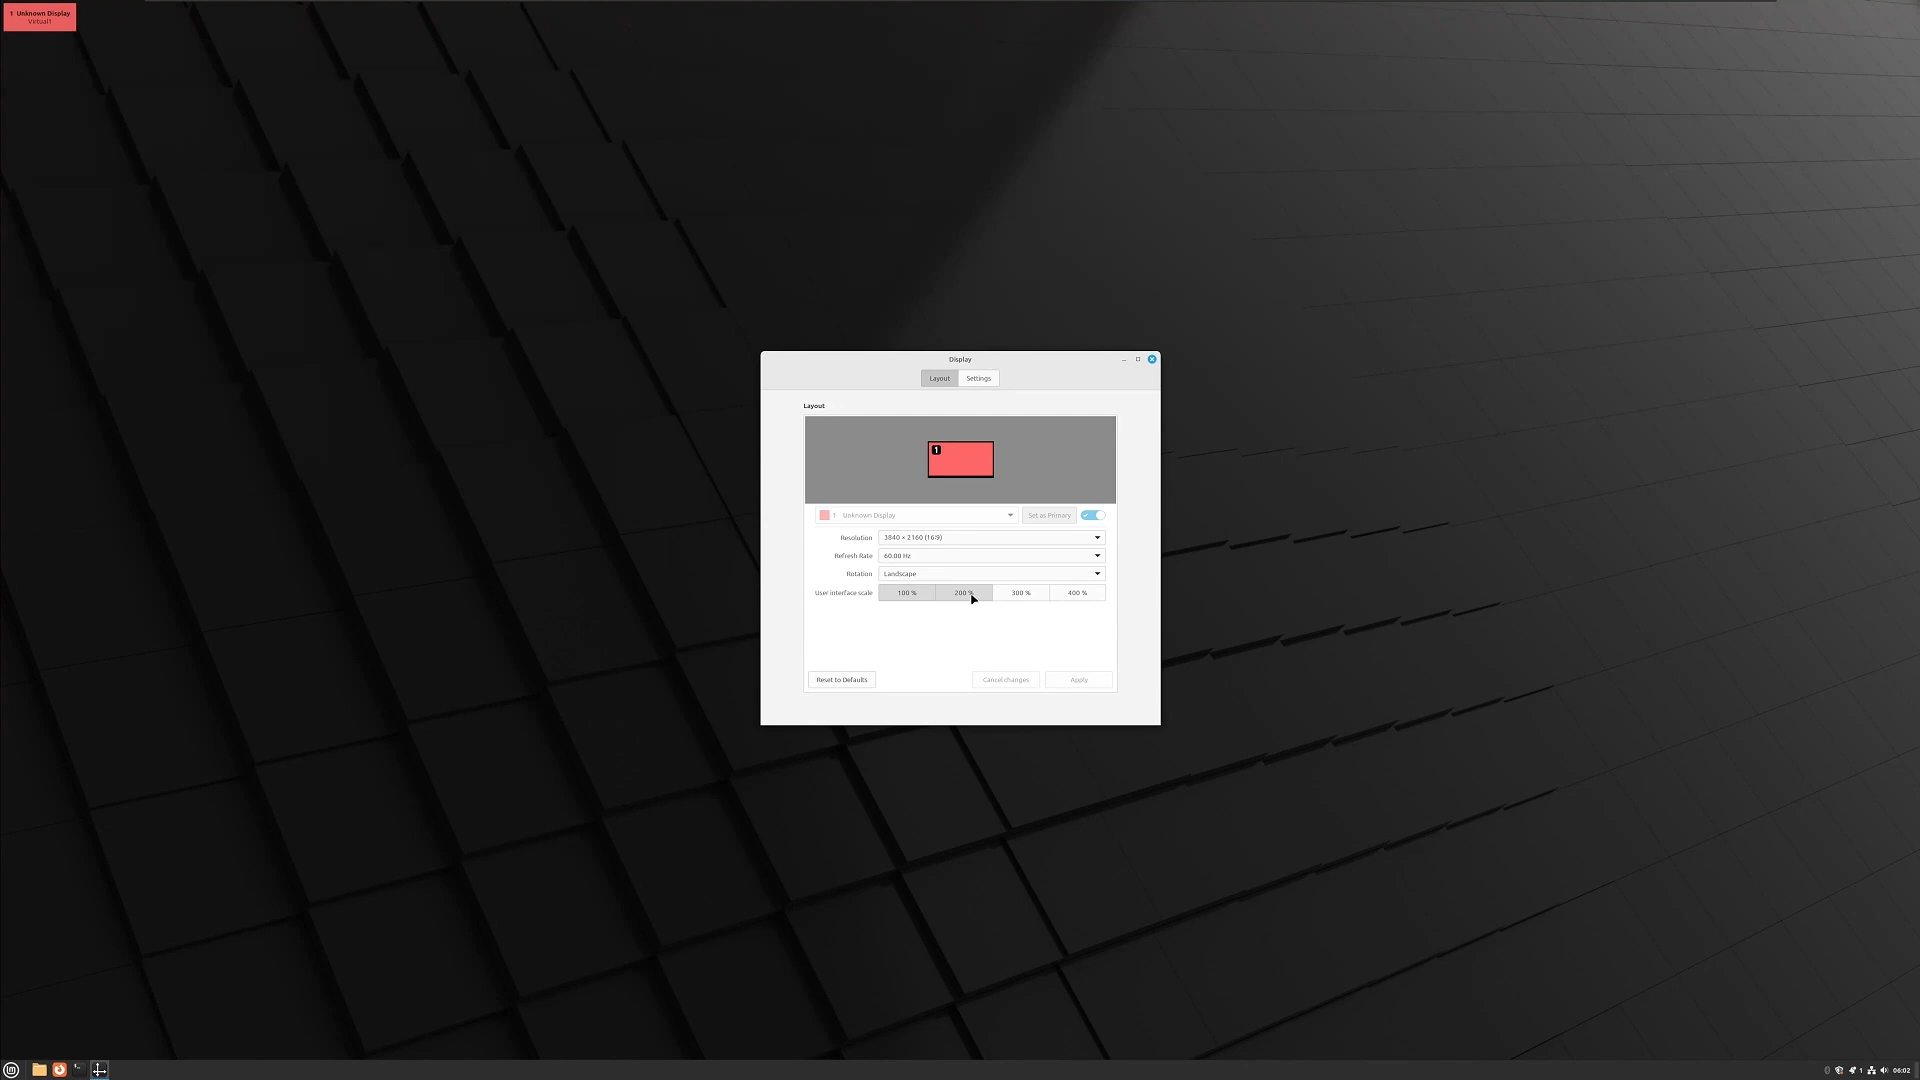 1 Unknown Display
Virtual1
Display
Layout Settings
Layout
1
1 Unknown Display Set as Primary
Resolution 3840 × 2160 (16:9)
Refresh Rate 60.00 Hz
Rotation Landscape
User interface scale 100 % 200 % 300 % 400 %
Reset to Defaults Cancel changes Apply
1 06:02